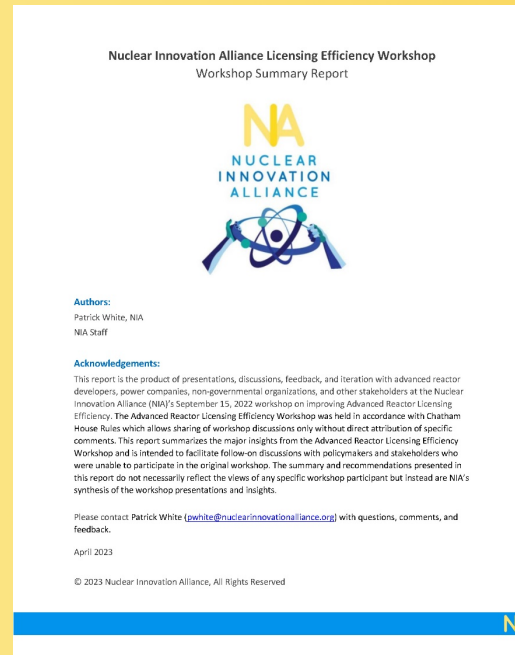 Nuclear Innovation Alliance Licensing Efficiency Workshop
Workshop Summary Report
NIA
NUCLEAR
INNOVATION
ALLIANCE
Authors:
Patrick White, NIA
NIA Staff
Acknowledgements:
This report is the product of presentations, discussions, feedback, and iteration with advanced reactor
developers, power companies, non-governmental organizations, and other stakeholders at the Nuclear
Innovation Alliance (NIA)'s September 15, 2022 workshop on improving Advanced Reactor Licensing
Efficiency. The Advanced Reactor Licensing Efficiency Workshop was held in accordance with Chatham
House Rules which allows sharing of workshop discussions only without direct attribution of specific
comments. This report summarizes the major insights from the Advanced Reactor Licensing Efficiency
Workshop and is intended to facilitate follow-on discussions with policymakers and stakeholders who
were unable to participate in the original workshop. The summary and recommendations presented in
this report do not necessarily reflect the views of any specific workshop participant but instead are NIA's
synthesis of the workshop presentations and insights.
Please contact Patrick White (pwhite@nuclearinnovationalliance.org) with questions, comments, and
feedback.
April 2023
© 2023 Nuclear Innovation Alliance, All Rights Reserved
N